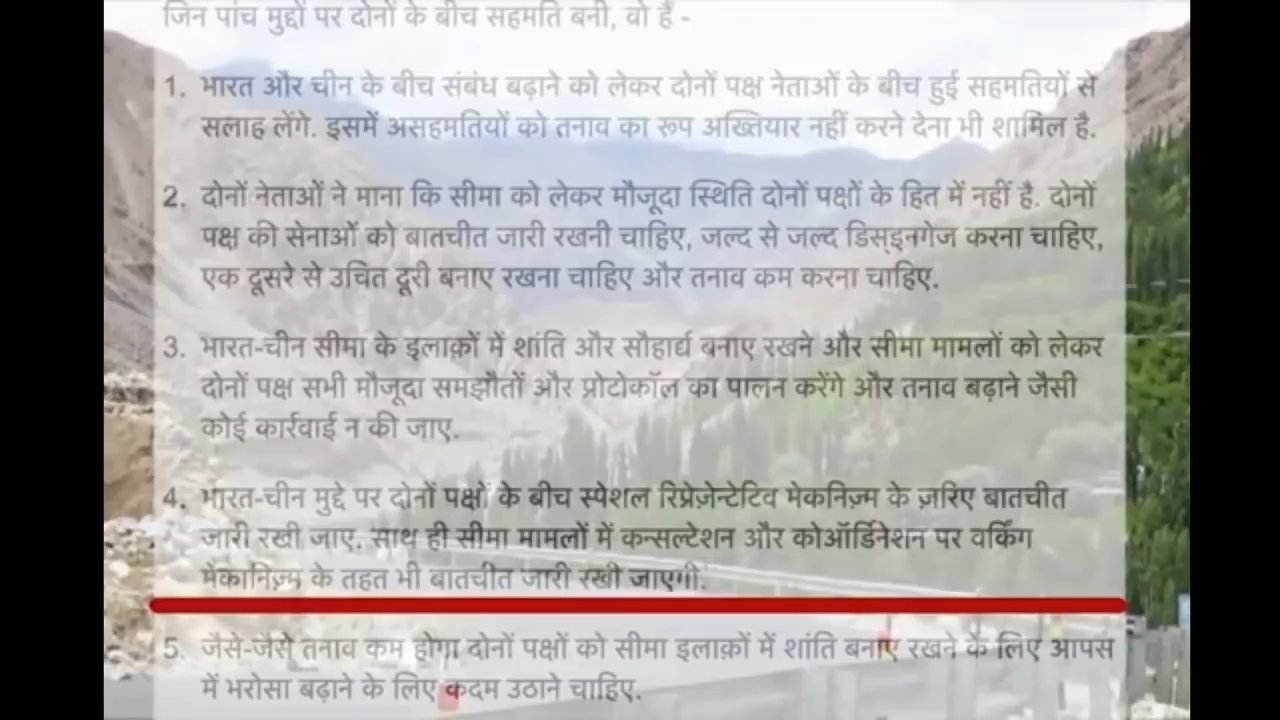 जिन पांच मुद्दों पर दोनों के बीच सहमति बनी, वो हैं -
1. भारत और चीन के बीच संबंध बढ़ाने को लेकर दोनों पक्ष नेताओं के बीच हुई सहमतियों से
सलाह लेंगे. इसमें असहमतियों को तनाव का रूप अख्तियार नहीं करने देना भी शामिल है.
2. दोनों नेताओं ने माना कि सीमा को लेकर मौजूदा स्थिति दोनों पक्षों के हित में नहीं है. दोनों
पक्ष की सेनाओं को बातचीत जारी रखनी चाहिए, जल्द से जल्द डिस्इनगेज करना चाहिए,
एक दूसरे से उचित दूरी बनाए रखना चाहिए और तनाव कम करना चाहिए.
3. भारत-चीन सीमा के इलाक़ों में शांति और सौहार्द्य बनाए रखने और सीमा मामलों को लेकर
दोनों पक्ष सभी मौजूदा समझौतों और प्रोटोकॉल का पालन करेंगे और तनाव बढ़ाने जैसी
कोई कार्रवाई न की जाए.
4. भारत-चीन मुद्दे पर दोनों पक्षों के बीच स्पेशल रिप्रेज़ेन्टेटिव मेकनिज़्म के ज़रिए बातचीत
जारी रखी जाए. साथ ही सीमा मामलों में कन्सल्टेशन और कोऑर्डिनेशन पर वर्किंग
मेकानिज़्म के तहत भी बातचीत जारी रखी जाएगी.
5. जैसे-जैसे तनाव कम होगा दोनों पक्षों को सीमा इलाक़ों में शांति बनाए रखने के लिए आपस
में भरोसा बढ़ाने के लिए कदम उठाने चाहिए.